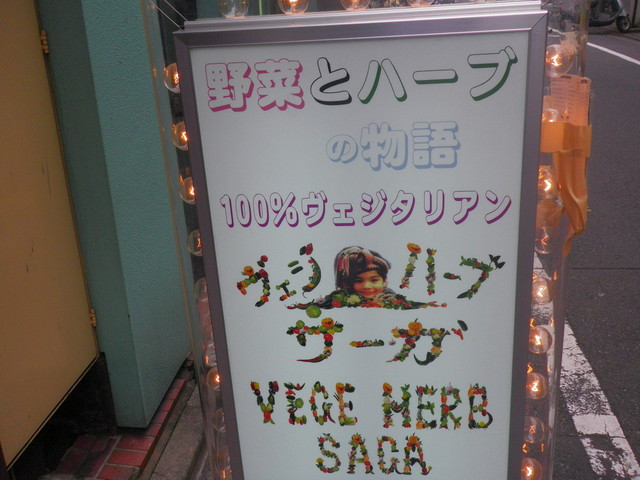 野菜とハーブ
の物語
100%ヴェジタリアン
ヴェジ ハーブ
サーガ
VEGE HERB
SAGA